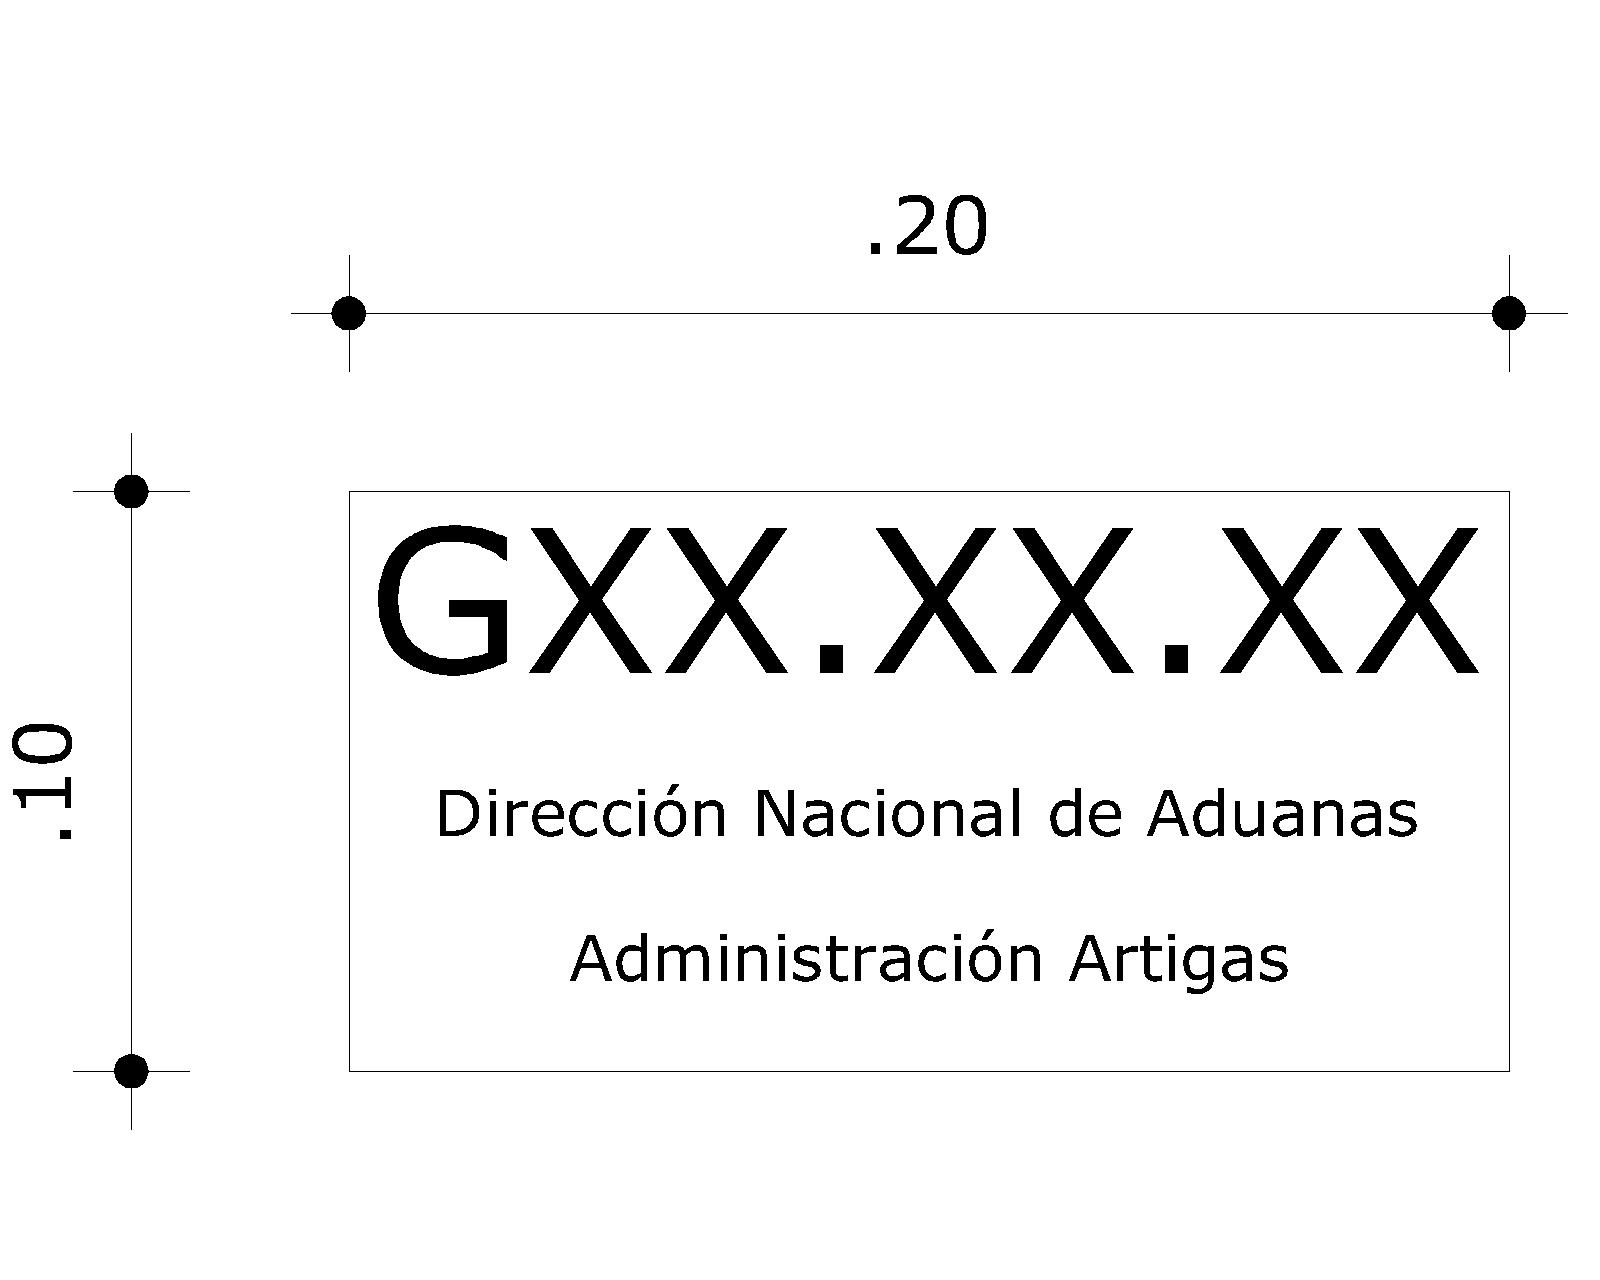 .20
GXX.XX.XX
.10
Dirección Nacional de Aduanas
Administración Artigas